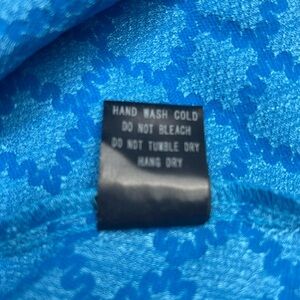 HAND WASH COLD
DO NOT BLEACH
DO NOT TUMBLE DRY
HANG DRY